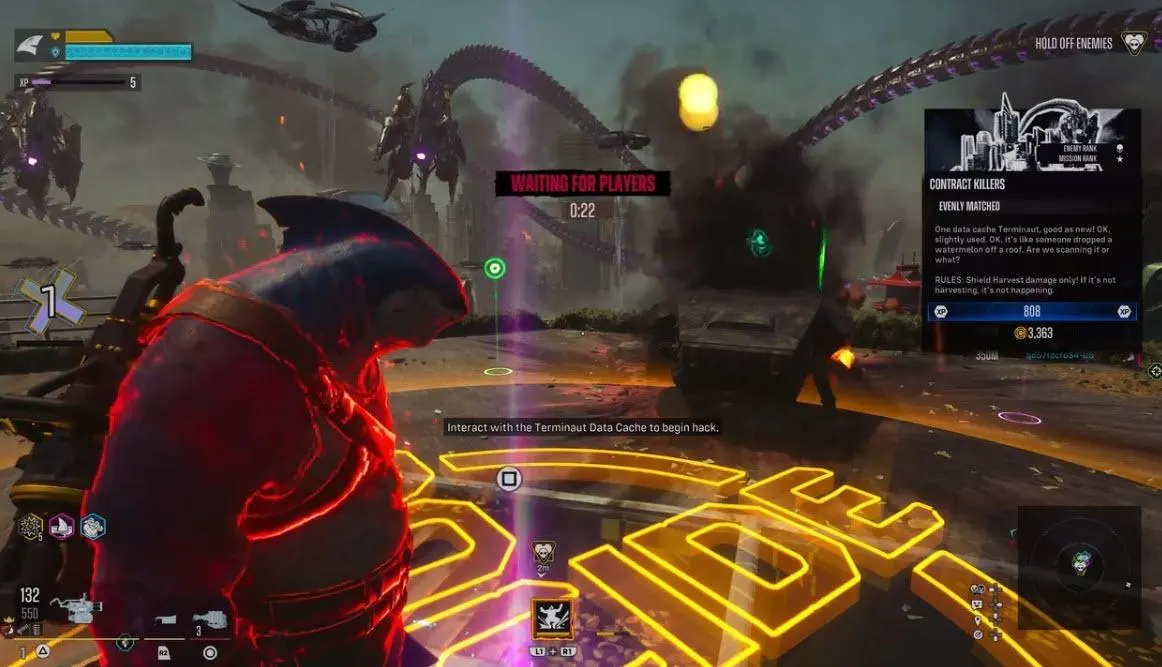 HOLD OFF ENEMIES
XP
5
ENEMY RANK
MISSION RANK
WAITING FOR PLAYERS
0:22
CONTRACT KILLERS
EVENLY MATCHED
One data cache Terminaut, good as new! OK,
slightly used. OK, it's like someone dropped a
watermelon off a roof. Are we scanning it or
what?
RULES: Shield Harvest damage only! If it's not
harvesting, it's not happening.
XP 808 XP
3,363
350M
1
Interact with the Terminaut Data Cache to begin hack.
5
2m
132
550
3
1
R2
L1 + R1